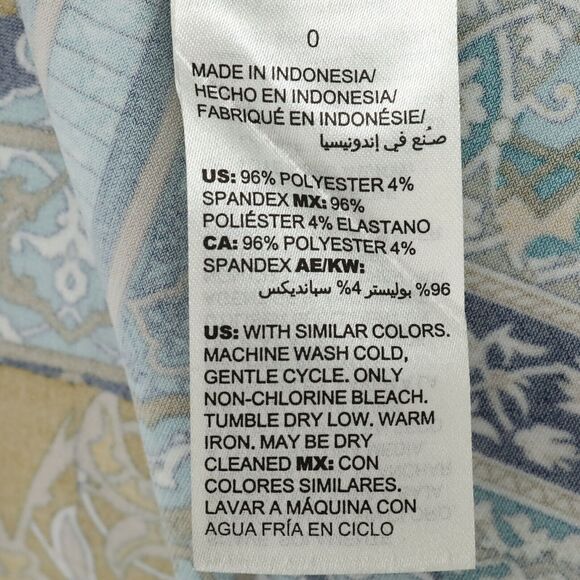 0
MADE IN INDONESIA/
HECHO EN INDONESIA/
FABRIQUÉ EN INDONÉSIE/
صُنع في إندونيسيا
US: 96% POLYESTER 4%
SPANDEX MX: 96%
POLIÉSTER 4% ELASTANO
CA: 96% POLYESTER 4%
SPANDEX AE/KW:
96% بوليستر 4% سبانديكس
US: WITH SIMILAR COLORS.
MACHINE WASH COLD,
GENTLE CYCLE. ONLY
NON-CHLORINE BLEACH.
TUMBLE DRY LOW. WARM
IRON. MAY BE DRY
CLEANED MX: CON
COLORES SIMILARES.
LAVAR A MÁQUINA CON
AGUA FRÍA EN CICLO